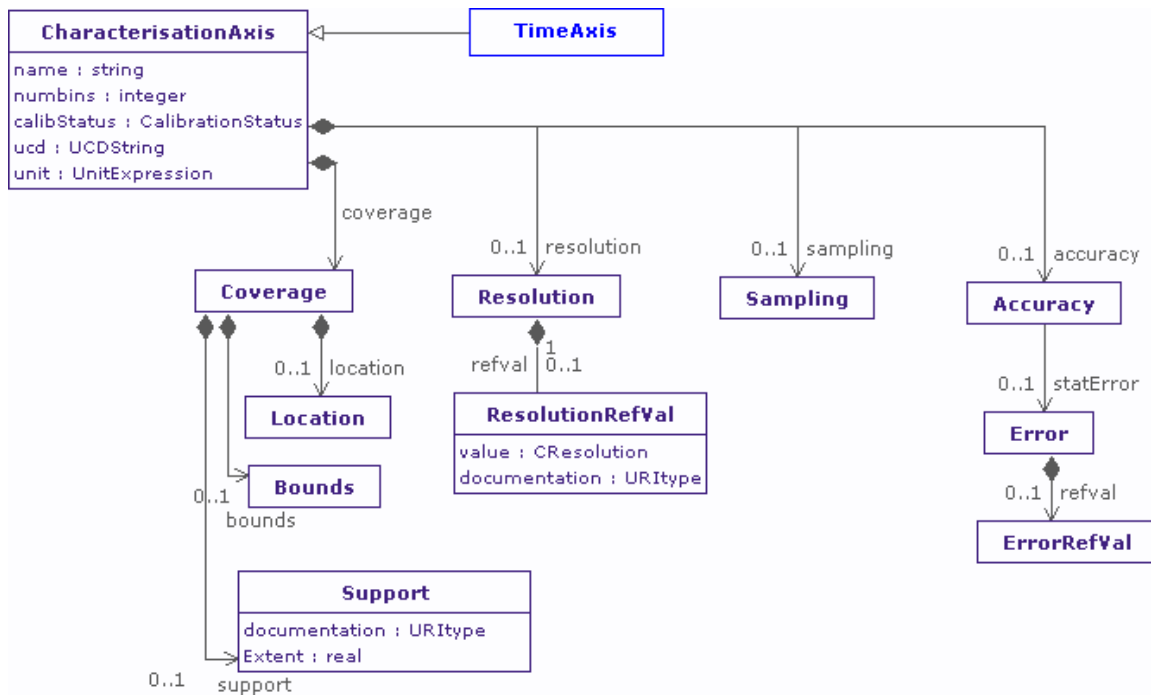 CharacterisationAxis
TimeAxis
name : string
numbins : integer
calibStatus : CalibrationStatus
ucd : UCDString
unit : UnitExpression
coverage
0..1 resolution
0..1 sampling
0..1 accuracy
Coverage
Resolution
Sampling
Accuracy
1
refval 0..1
0..1 location
0..1 statError
Location
ResolutionRefVal
value : CResolution
documentation : URItype
Error
Bounds
0..1
bounds
0..1 refval
ErrorRefVal
Support
documentation : URItype
Extent : real
0..1 support